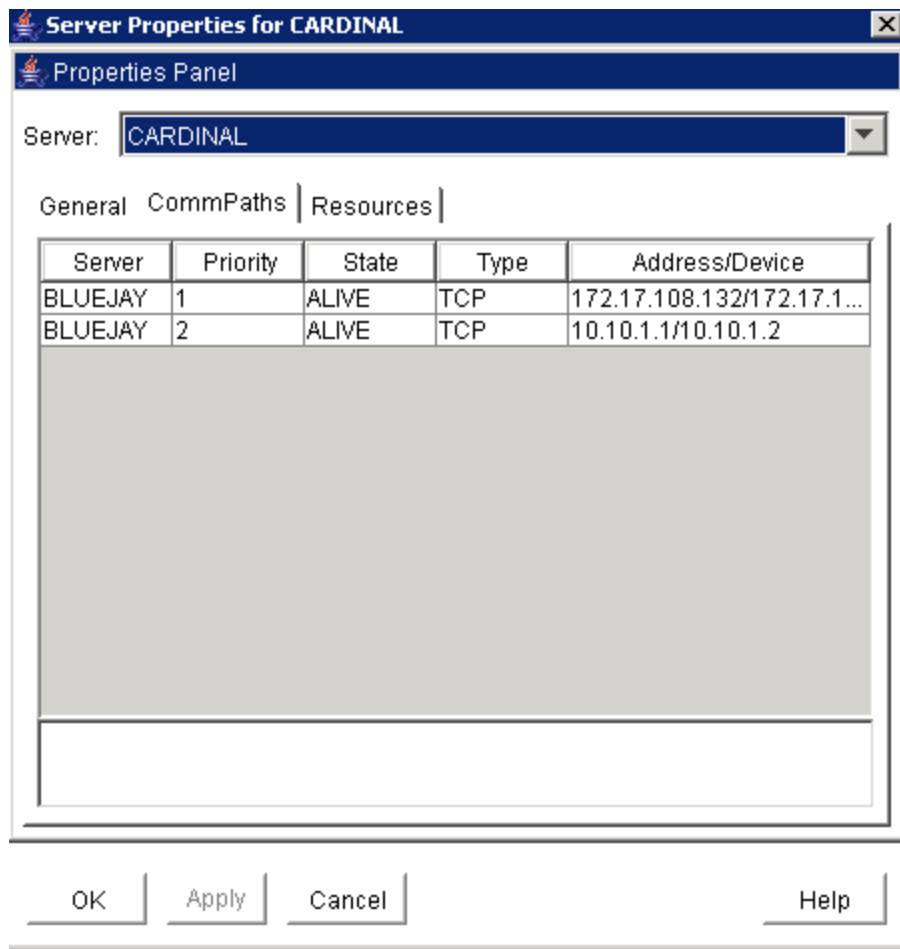 Server Properties for CARDINAL
Properties Panel
Server: CARDINAL
General CommPaths Resources
Server Priority State Type Address/Device
BLUEJAY 1 ALIVE TCP 172.17.108.132/172.17.1...
BLUEJAY 2 ALIVE TCP 10.10.1.1/10.10.1.2
OK Apply Cancel Help